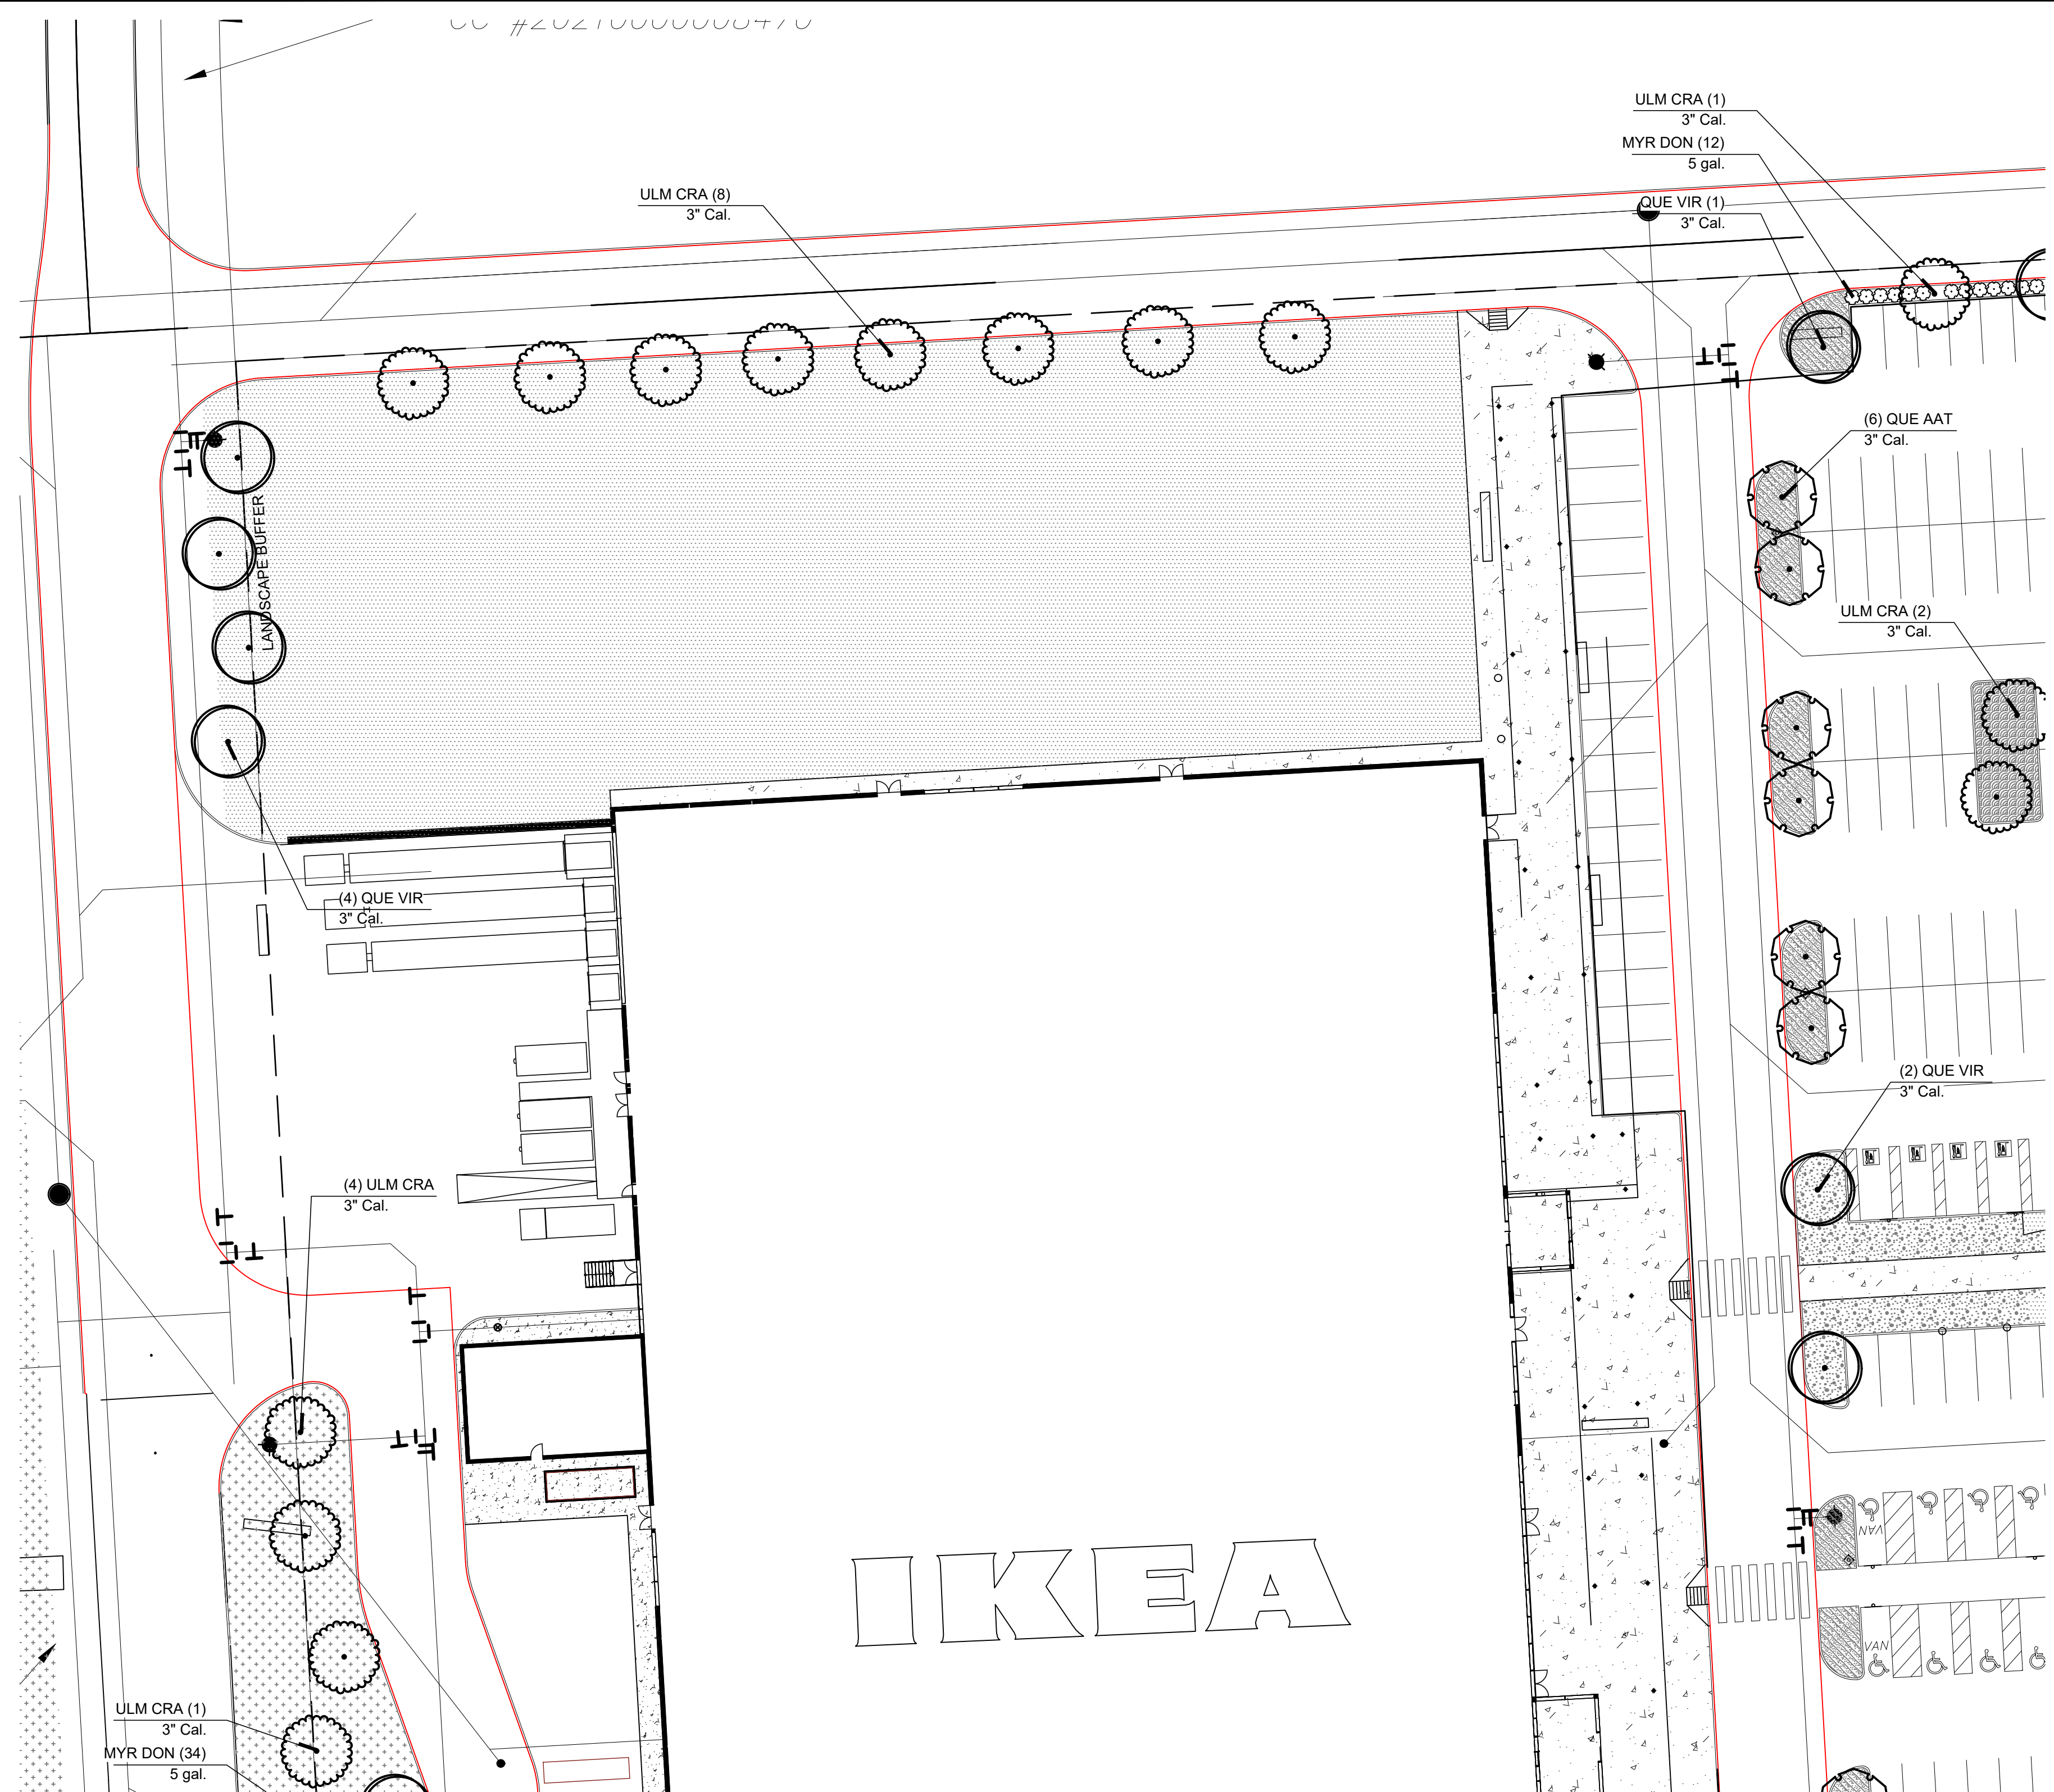 ULM CRA (1)
3" Cal.
MYR DON (12)
5 gal.
ULM CRA (8)
3" Cal.
QUE VIR (1)
3" Cal.
(6) QUE AAT
3" Cal.
LANDSCAPE BUFFER
ULM CRA (2)
3" Cal.
(4) QUE VIR
3" Cal.
(2) QUE VIR
3" Cal.
(4) ULM CRA
3" Cal.
VAN
IKEA
VAN
ULM CRA (1)
3" Cal.
MYR DON (34)
5 gal.